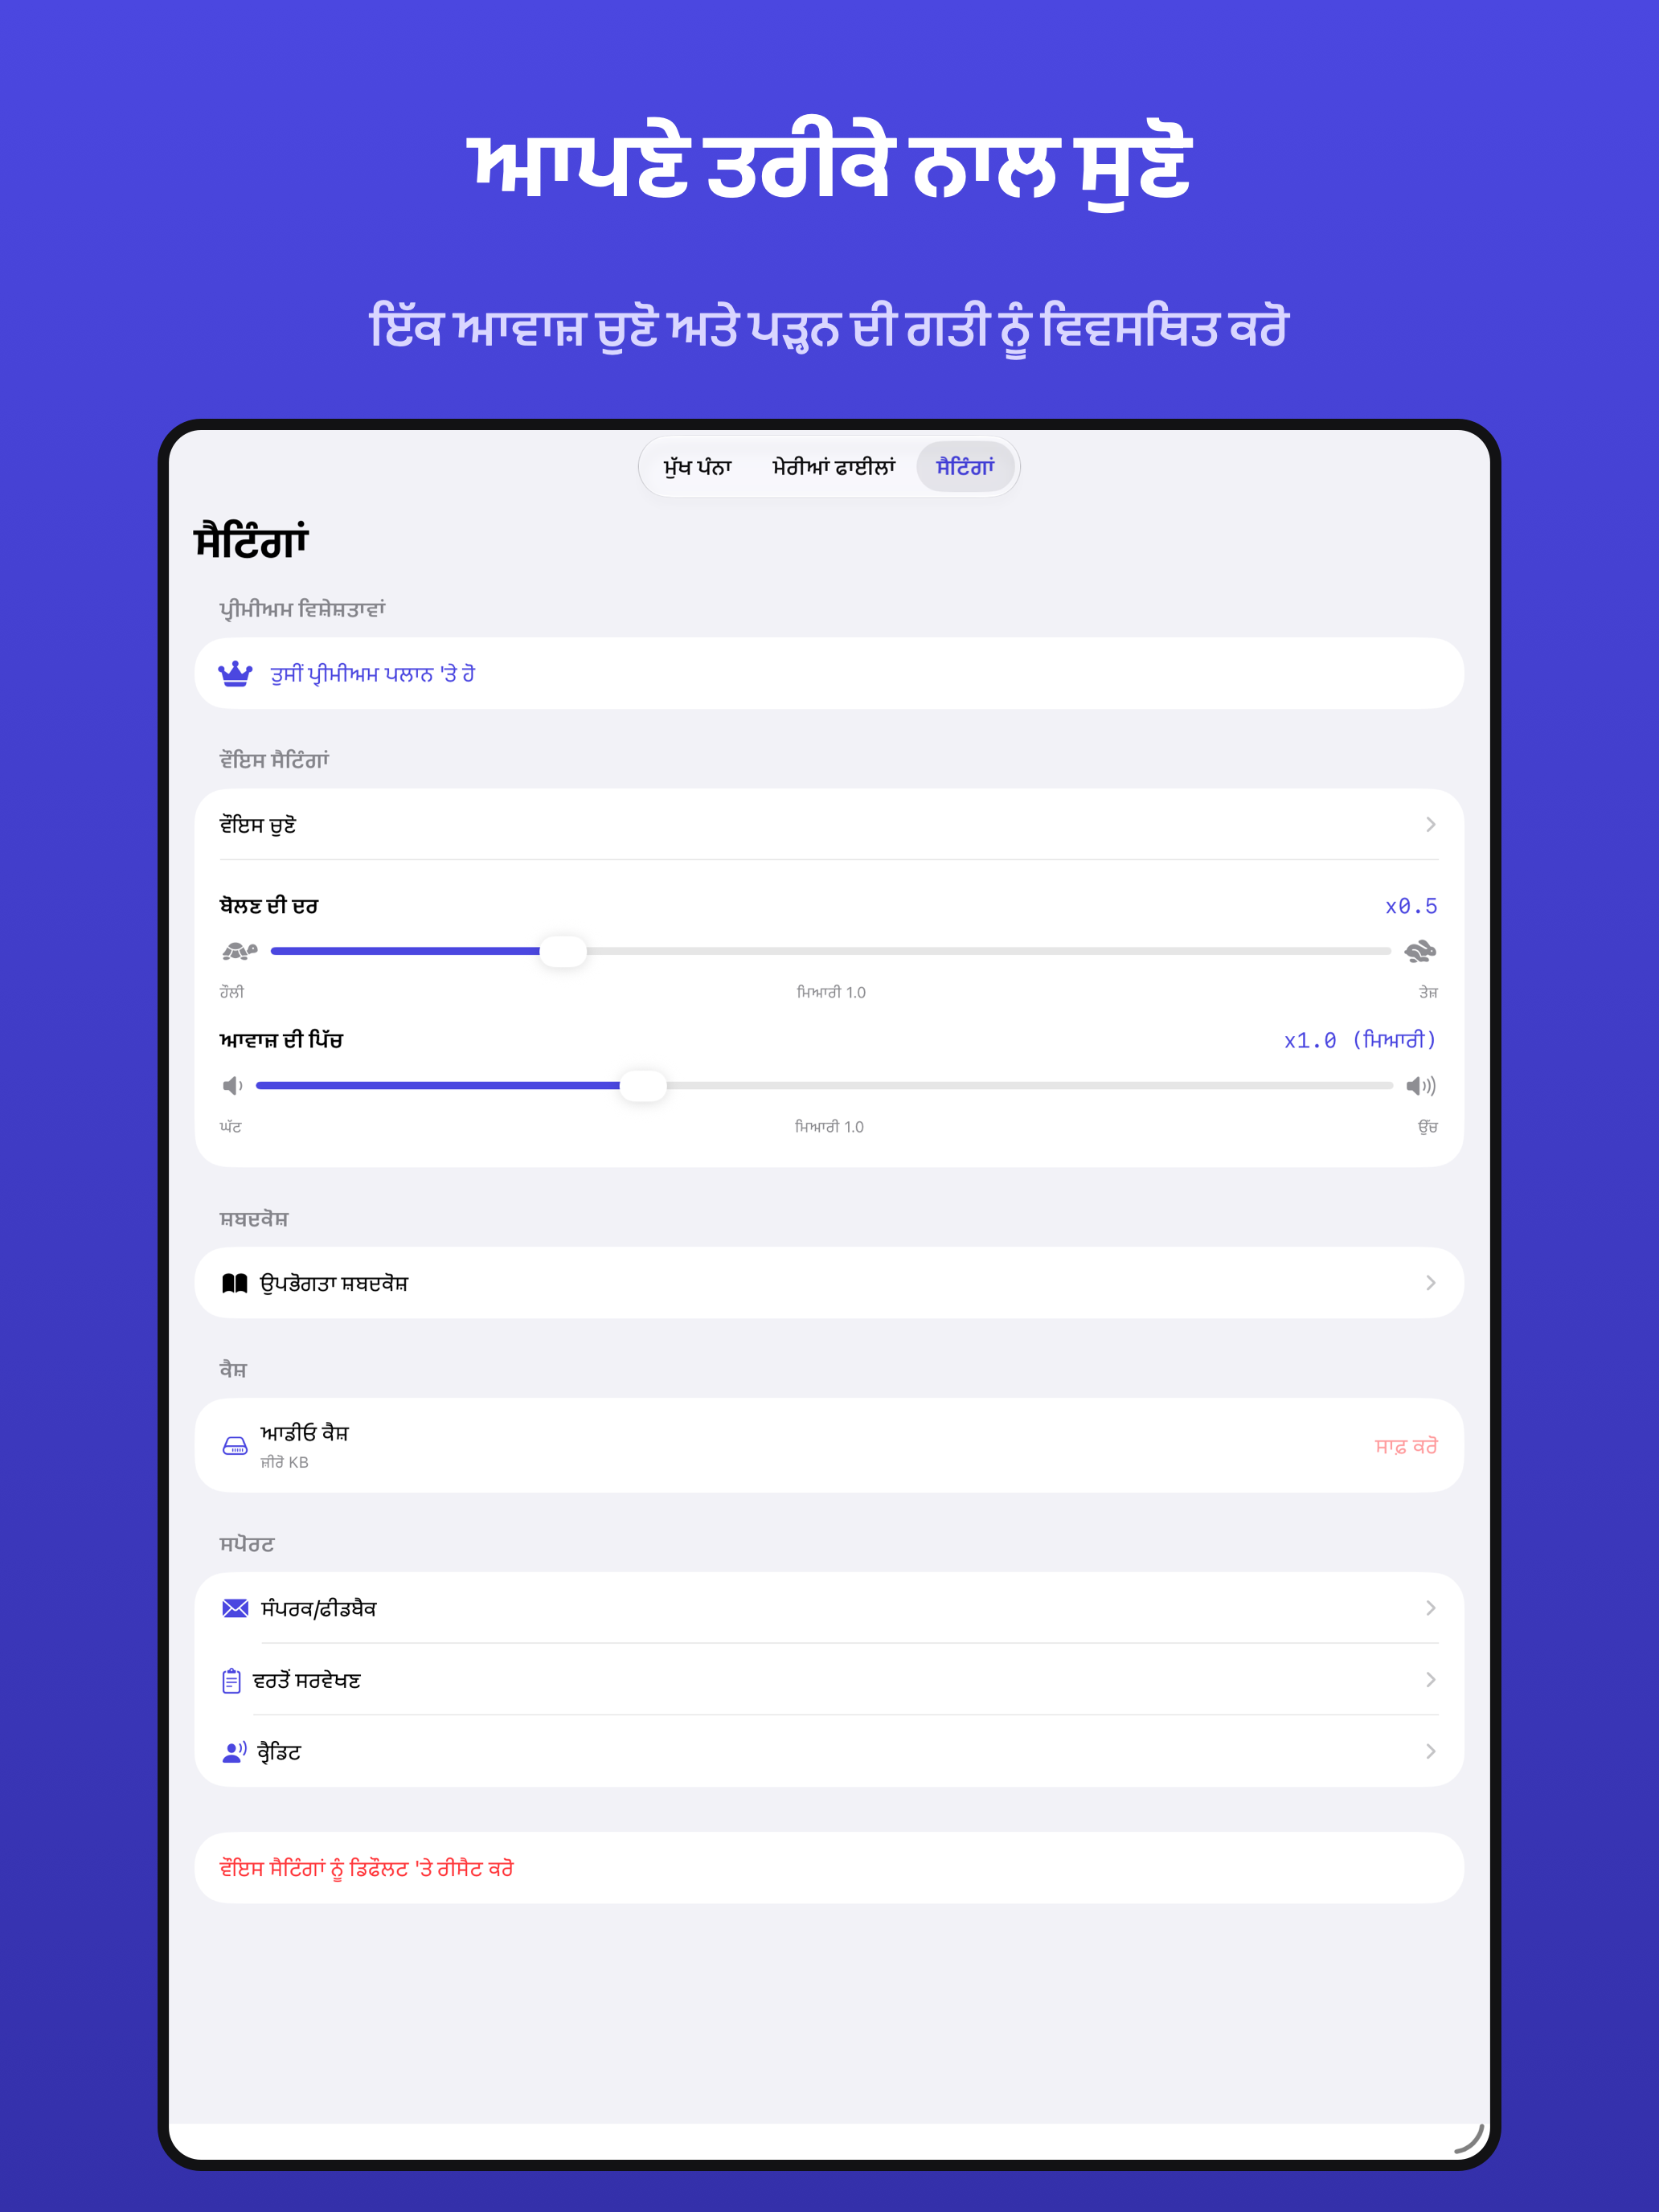 ਆਪਣੇ ਤਰੀਕੇ ਨਾਲ ਸੁਣੋ
ਇੱਕ ਆਵਾਜ਼ ਚੁਣੋ ਅਤੇ ਪੜ੍ਹਨ ਦੀ ਗਤੀ ਨੂੰ ਵਿਵਸਥਿਤ ਕਰੋ
ਮੁੱਖ ਪੰਨਾ ਮੇਰੀਆਂ ਫਾਈਲਾਂ ਸੈਟਿੰਗਾਂ
ਸੈਟਿੰਗਾਂ
ਪ੍ਰੀਮੀਅਮ ਵਿਸ਼ੇਸ਼ਤਾਵਾਂ
ਤੁਸੀਂ ਪ੍ਰੀਮੀਅਮ ਪਲਾਨ 'ਤੇ ਹੋ
ਵੌਇਸ ਸੈਟਿੰਗਾਂ
ਵੌਇਸ ਚੁਣੋ
ਬੋਲਣ ਦੀ ਦਰ x0.5
ਹੌਲੀ ਮਿਆਰੀ 1.0 ਤੇਜ਼
ਆਵਾਜ਼ ਦੀ ਪਿੱਚ x1.0 (ਮਿਆਰੀ)
ਘੱਟ ਮਿਆਰੀ 1.0 ਉੱਚ
ਸ਼ਬਦਕੋਸ਼
ਉਪਭੋਗਤਾ ਸ਼ਬਦਕੋਸ਼
ਕੈਸ਼
ਆਡੀਓ ਕੈਸ਼
ਜ਼ੀਰੋ KB
ਸਾਫ਼ ਕਰੋ
ਸਪੋਰਟ
ਸੰਪਰਕ/ਫੀਡਬੈਕ
ਵਰਤੋਂ ਸਰਵੇਖਣ
ਕ੍ਰੈਡਿਟ
ਵੌਇਸ ਸੈਟਿੰਗਾਂ ਨੂੰ ਡਿਫੌਲਟ 'ਤੇ ਰੀਸੈਟ ਕਰੋ